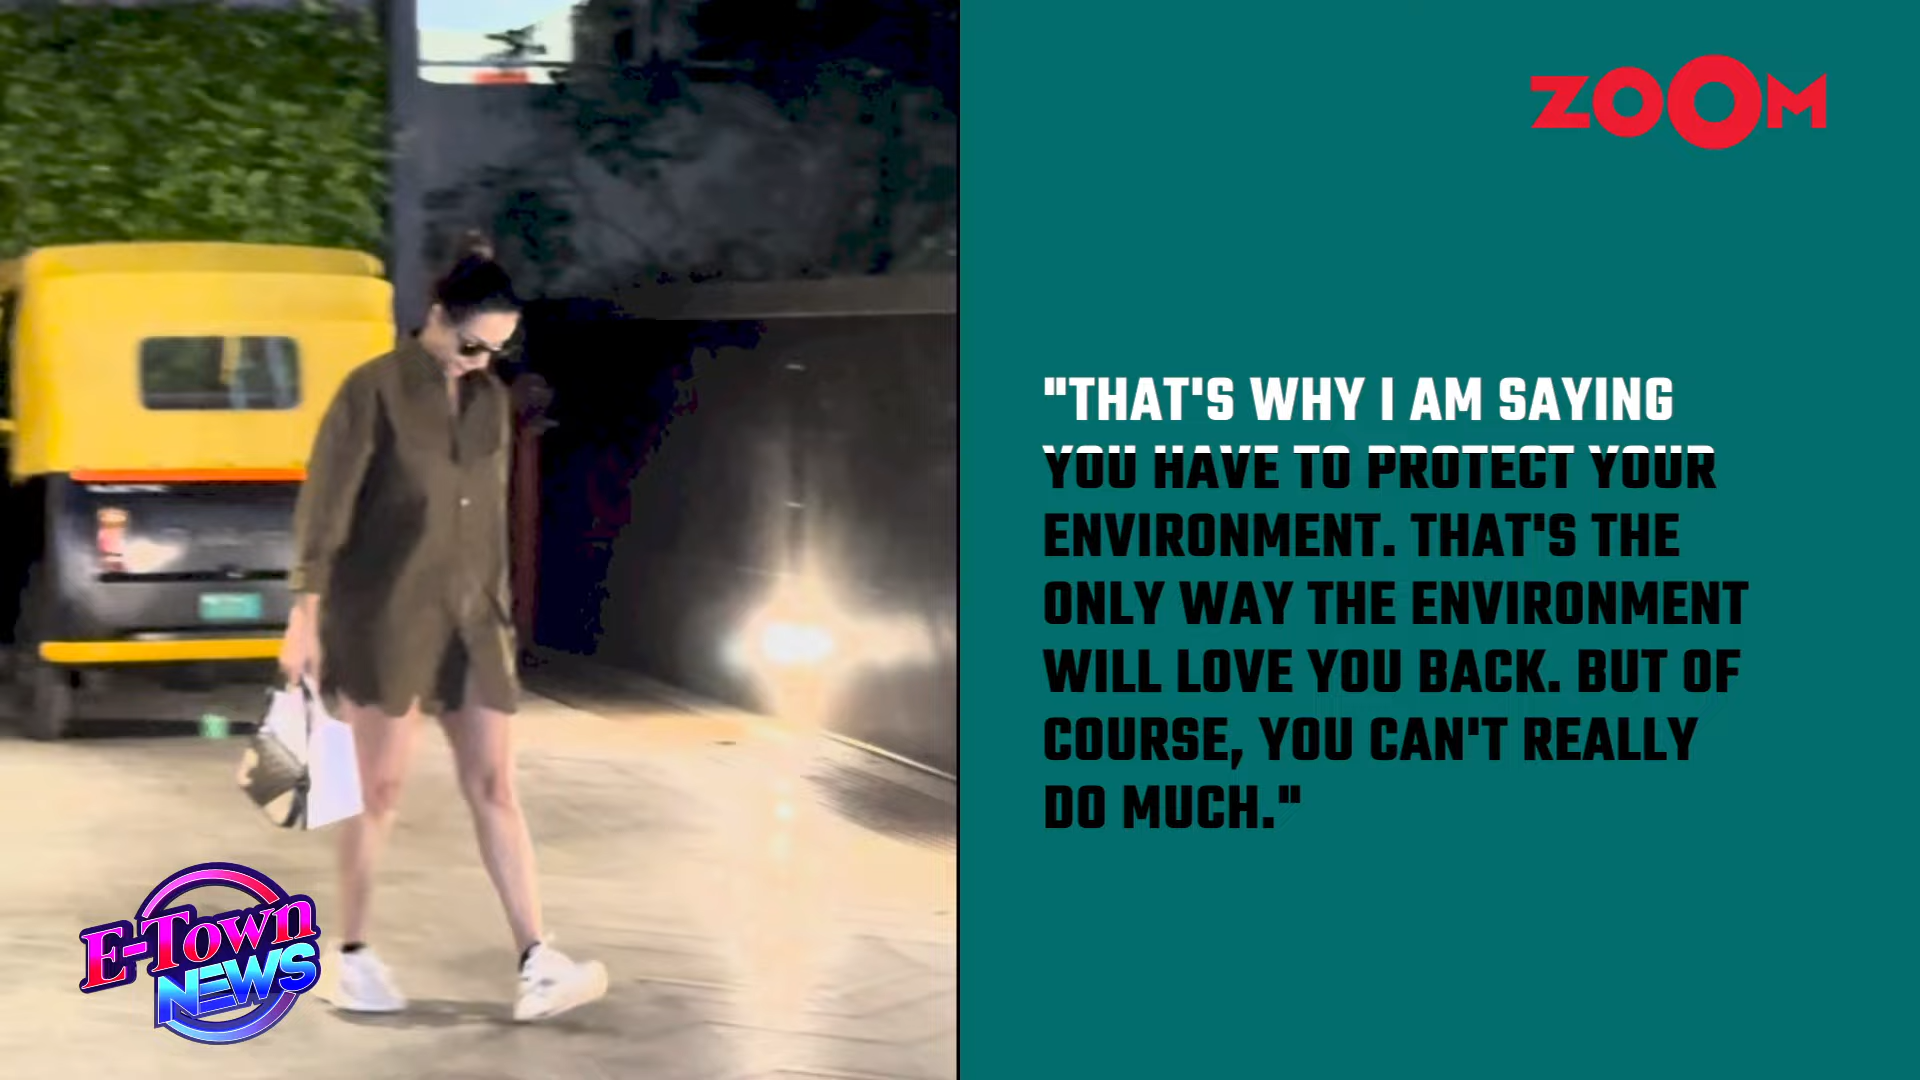 ZOOM
"THAT'S WHY I AM SAYING
YOU HAVE TO PROTECT YOUR
ENVIRONMENT. THAT'S THE
ONLY WAY THE ENVIRONMENT
WILL LOVE YOU BACK. BUT OF
COURSE, YOU CAN'T REALLY
DO MUCH."
E-TOWN
NEWS